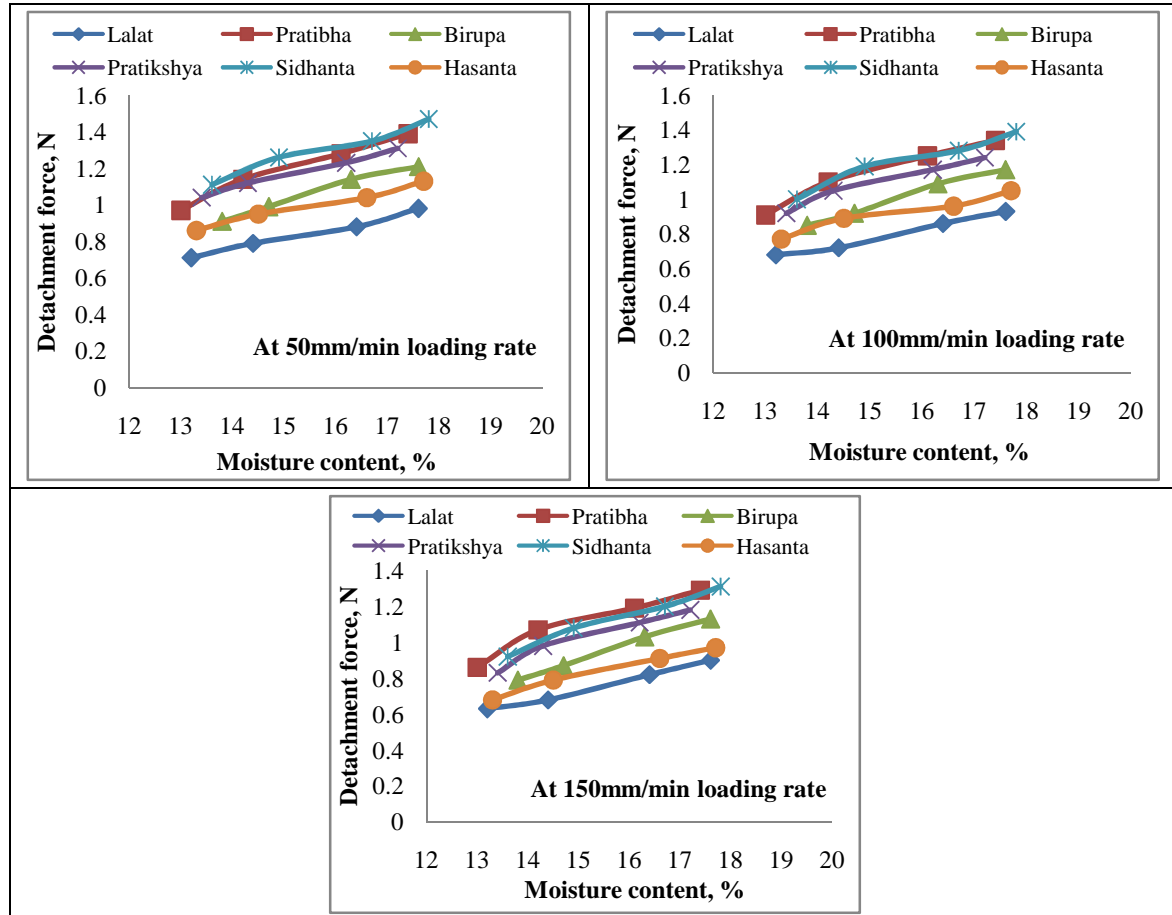 Lalat Pratibha Birupa
Pratikshya Sidhanta Hasanta
1.6
1.4
1.2
1
0.8
0.6
0.4
0.2
0
Detachment force, N
At 50mm/min loading rate
12 13 14 15 16 17 18 19 20
Moisture content, %
Lalat Pratibha Birupa
Pratikshya Sidhanta Hasanta
1.6
1.4
1.2
1
0.8
0.6
0.4
0.2
0
Detachment force, N
At 100mm/min loading rate
12 13 14 15 16 17 18 19 20
Moisture content, %
Lalat Pratibha Birupa
Pratikshya Sidhanta Hasanta
1.4
1.2
1
0.8
0.6
0.4
0.2
0
Detachment force, N
At 150mm/min loading rate
12 13 14 15 16 17 18 19 20
Moisture content, %